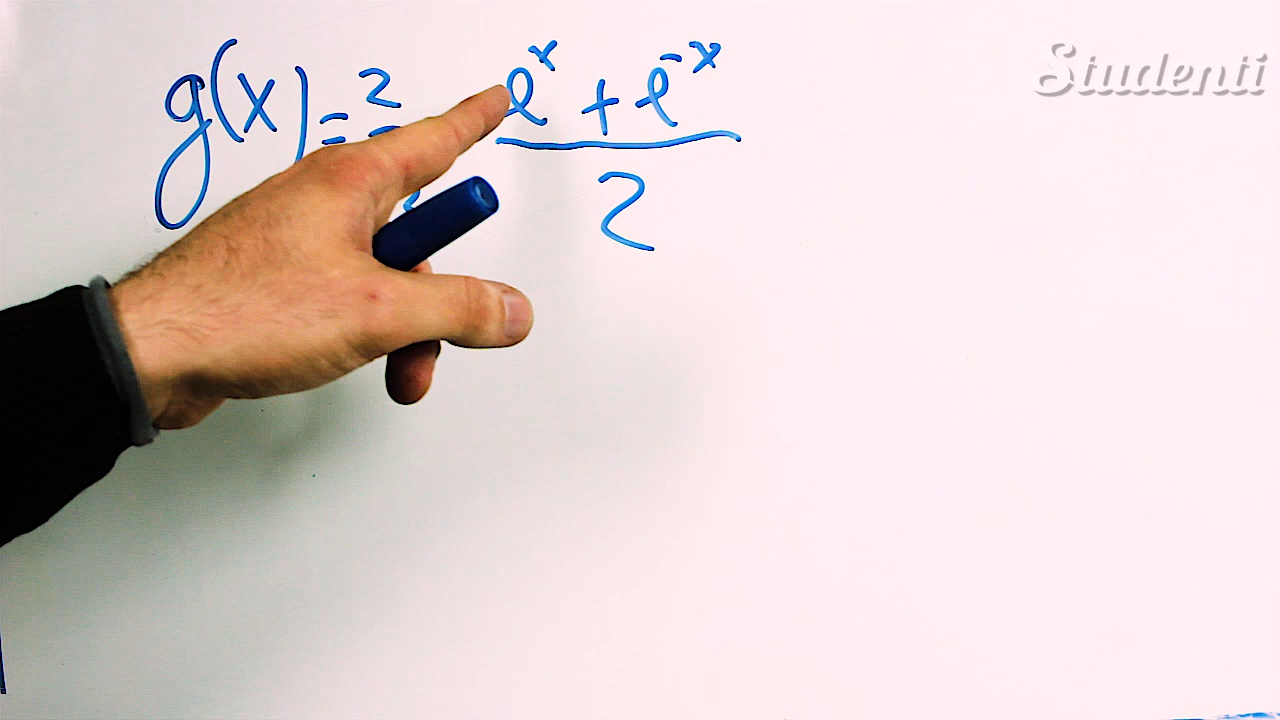 g(x) = 2 e^x + e^-x
2
Studenti